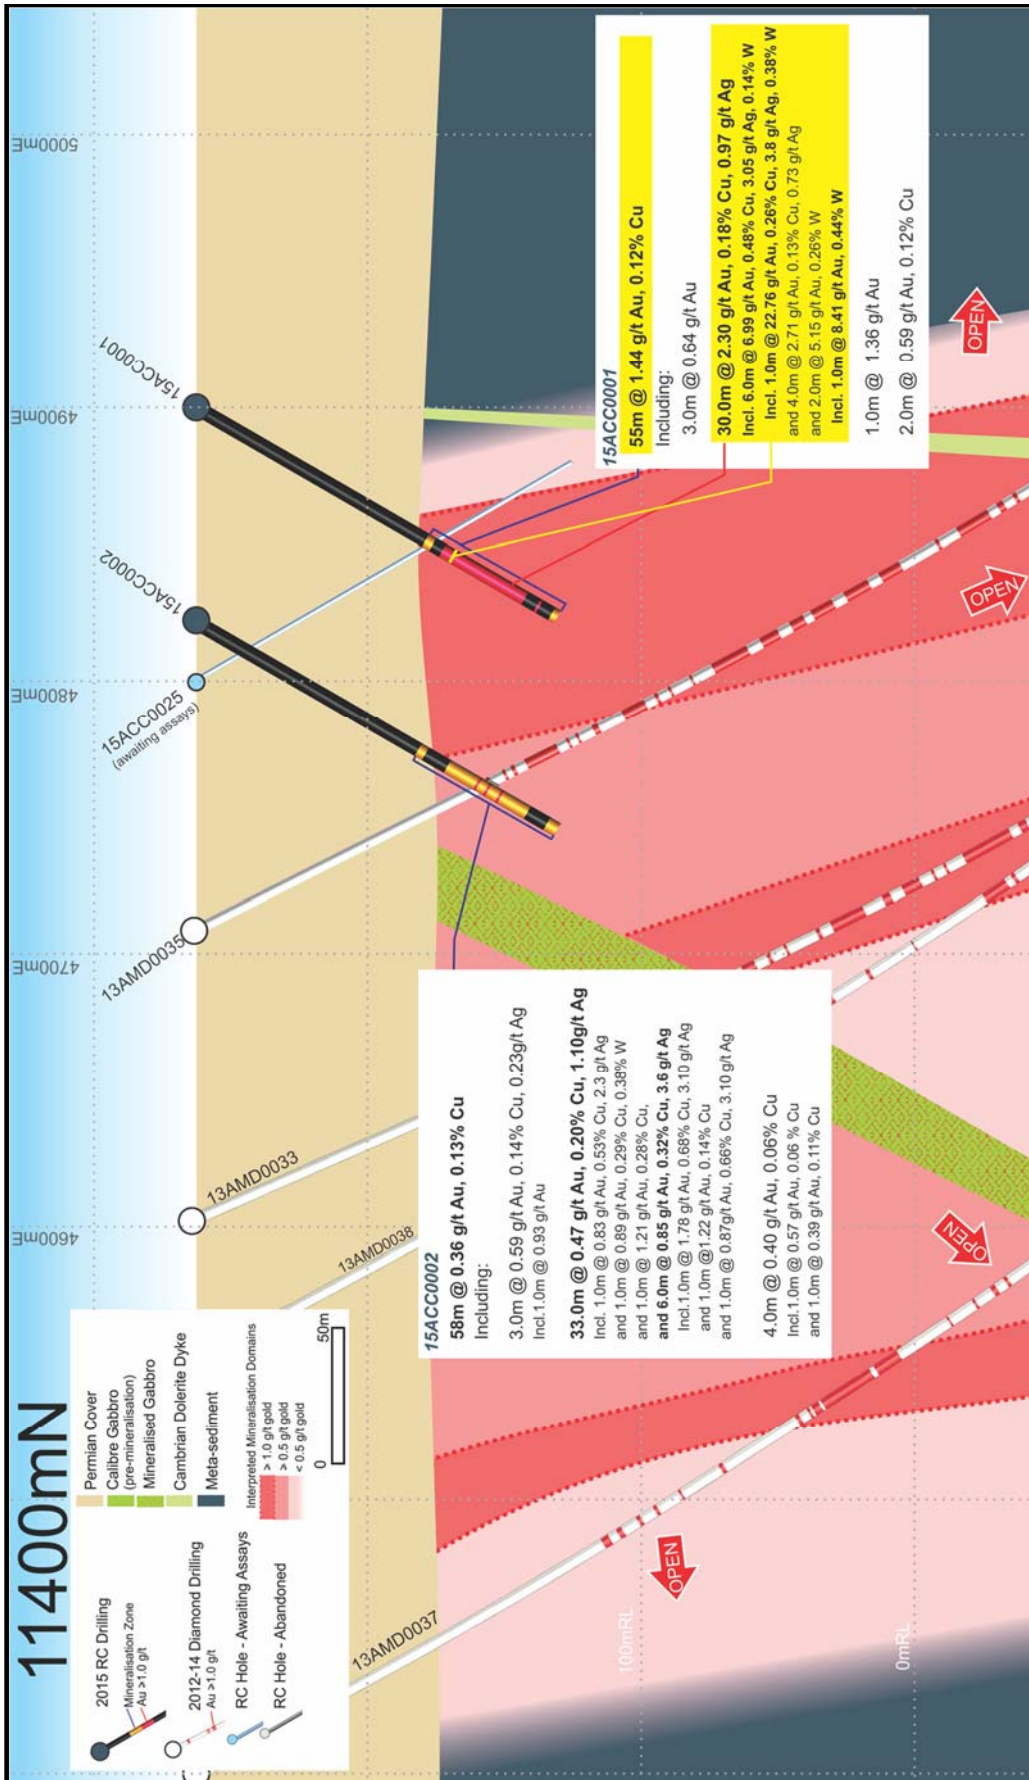 11400mN
2015 RC Drilling
Mineralisation Zone
Au >1.0 g/t
2012-14 Diamond Drilling
Au >1.0 g/t
RC Hole - Awaiting Assays
RC Hole - Abandoned
Permian Cover
Calibre Gabbro
(pre-mineralisation)
Mineralised Gabbro
Cambrian Dolerite Dyke
Meta-sediment
Interpreted Mineralisation Domains
> 1.0 g/t gold
> 0.5 g/t gold
< 0.5 g/t gold
0
50m
4600mE
4700mE
4800mE
4900mE
5000mE
13AMD0037
13AMD0038
13AMD0033
13AMD0035
15ACC0025
(awaiting assays)
15ACC0002
15ACC0001
15ACC0002
58m @ 0.36 g/t Au, 0.13% Cu
Including:
3.0m @ 0.59 g/t Au, 0.14% Cu, 0.23g/t Ag
Incl.1.0m @ 0.93 g/t Au
33.0m @ 0.47 g/t Au, 0.20% Cu, 1.10g/t Ag
Incl. 1.0m @ 0.83 g/t Au, 0.53% Cu, 2.3 g/t Ag
and 1.0m @ 0.89 g/t Au, 0.29% Cu, 0.38% W
and 1.0m @ 1.21 g/t Au, 0.28% Cu,
and 6.0m @ 0.85 g/t Au, 0.32% Cu, 3.6 g/t Ag
Incl.1.0m @ 1.78 g/t Au, 0.68% Cu, 3.10 g/t Ag
and 1.0m @1.22 g/t Au, 0.14% Cu
and 1.0m @ 0.87g/t Au, 0.66% Cu, 3.10 g/t Ag
4.0m @ 0.40 g/t Au, 0.06% Cu
Incl.1.0m @ 0.57 g/t Au, 0.06 % Cu
and 1.0m @ 0.39 g/t Au, 0.11% Cu
15ACC0001
55m @ 1.44 g/t Au, 0.12% Cu
Including:
3.0m @ 0.64 g/t Au
30.0m @ 2.30 g/t Au, 0.18% Cu, 0.97 g/t Ag
Incl. 6.0m @ 6.99 g/t Au, 0.48% Cu, 3.05 g/t Ag, 0.14% W
Incl. 1.0m @ 22.76 g/t Au, 0.26% Cu, 3.8 g/t Ag, 0.38% W
and 4.0m @ 2.71 g/t Au, 0.13% Cu, 0.73 g/t Ag
and 2.0m @ 5.15 g/t Au, 0.26% W
Incl. 1.0m @ 8.41 g/t Au, 0.44% W
1.0m @ 1.36 g/t Au
2.0m @ 0.59 g/t Au, 0.12% Cu
100mRL
0mRL
OPEN
OPEN
OPEN
OPEN